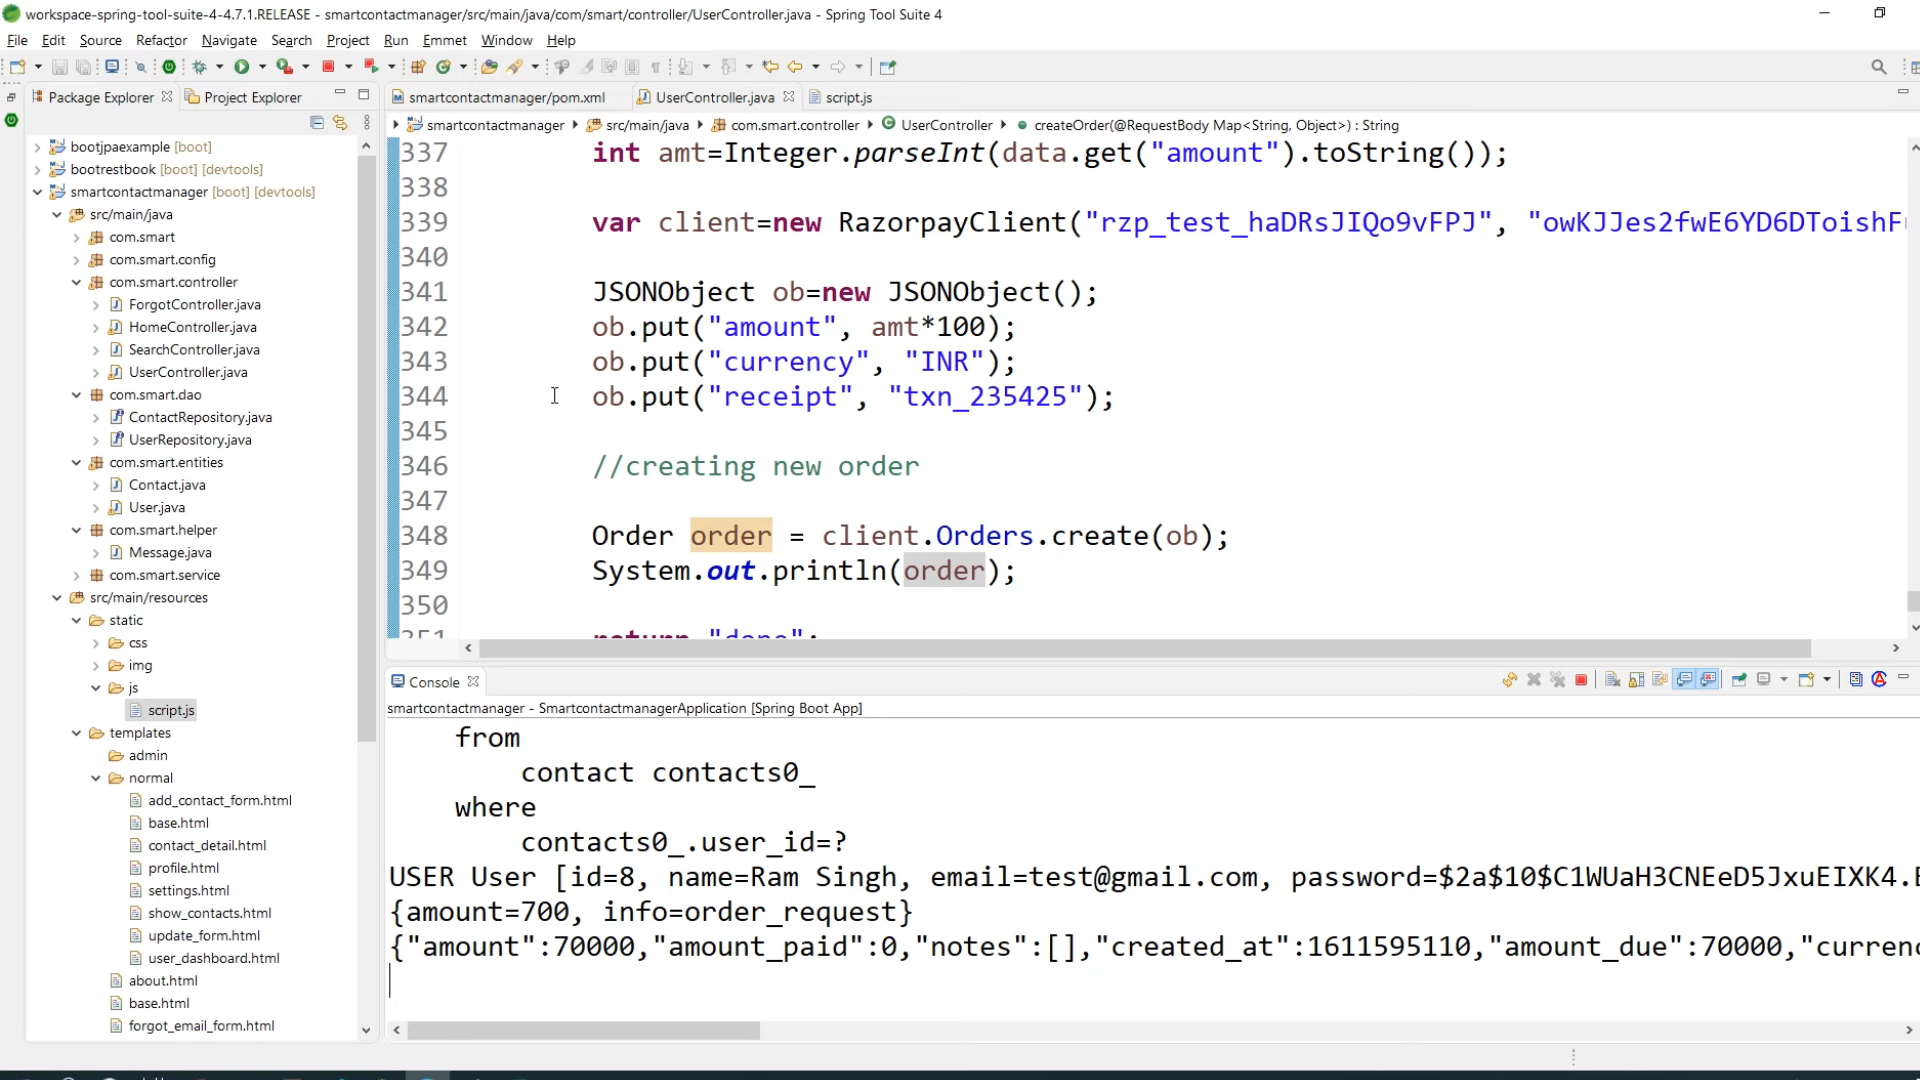 workspace-spring-tool-suite-4-4.7.1.RELEASE - smartcontactmanager/src/main/java/com/smart/controller/UserController.java - Spring Tool Suite 4
File Edit Source Refactor Navigate Search Project Run Emmet Window Help
Package Explorer Project Explorer
bootjpaexample [boot]
bootrestbook [boot] [devtools]
smartcontactmanager [boot] [devtools]
src/main/java
com.smart
com.smart.config
com.smart.controller
ForgotController.java
HomeController.java
SearchController.java
UserController.java
com.smart.dao
ContactRepository.java
UserRepository.java
com.smart.entities
Contact.java
User.java
com.smart.helper
Message.java
com.smart.service
src/main/resources
static
css
img
js
script.js
templates
admin
normal
add_contact_form.html
base.html
contact_detail.html
profile.html
settings.html
show_contacts.html
update_form.html
user_dashboard.html
about.html
base.html
forgot_email_form.html
smartcontactmanager/pom.xml UserController.java script.js
smartcontactmanager src/main/java com.smart.controller UserController createOrder(@RequestBody Map<String, Object>) : String
337 int amt=Integer.parseInt(data.get("amount").toString());
338
339 var client=new RazorpayClient("rzp_test_haDRsJIQo9vFPJ", "owKJJes2fwE6YD6DToishF
340
341 JSONObject ob=new JSONObject();
342 ob.put("amount", amt*100);
343 ob.put("currency", "INR");
344 ob.put("receipt", "txn_235425");
345
346 //creating new order
347
348 Order order = client.Orders.create(ob);
349 System.out.println(order);
350
351 return "done";
Console
smartcontactmanager - SmartcontactmanagerApplication [Spring Boot App]
from
contact contacts0_
where
contacts0_.user_id=?
USER User [id=8, name=Ram Singh, email=test@gmail.com, password=$2a$10$C1WUaH3CNEeD5JxuEIXK4.E
{amount=700, info=order_request}
{"amount":70000,"amount_paid":0,"notes":[],"created_at":1611595110,"amount_due":70000,"currenc